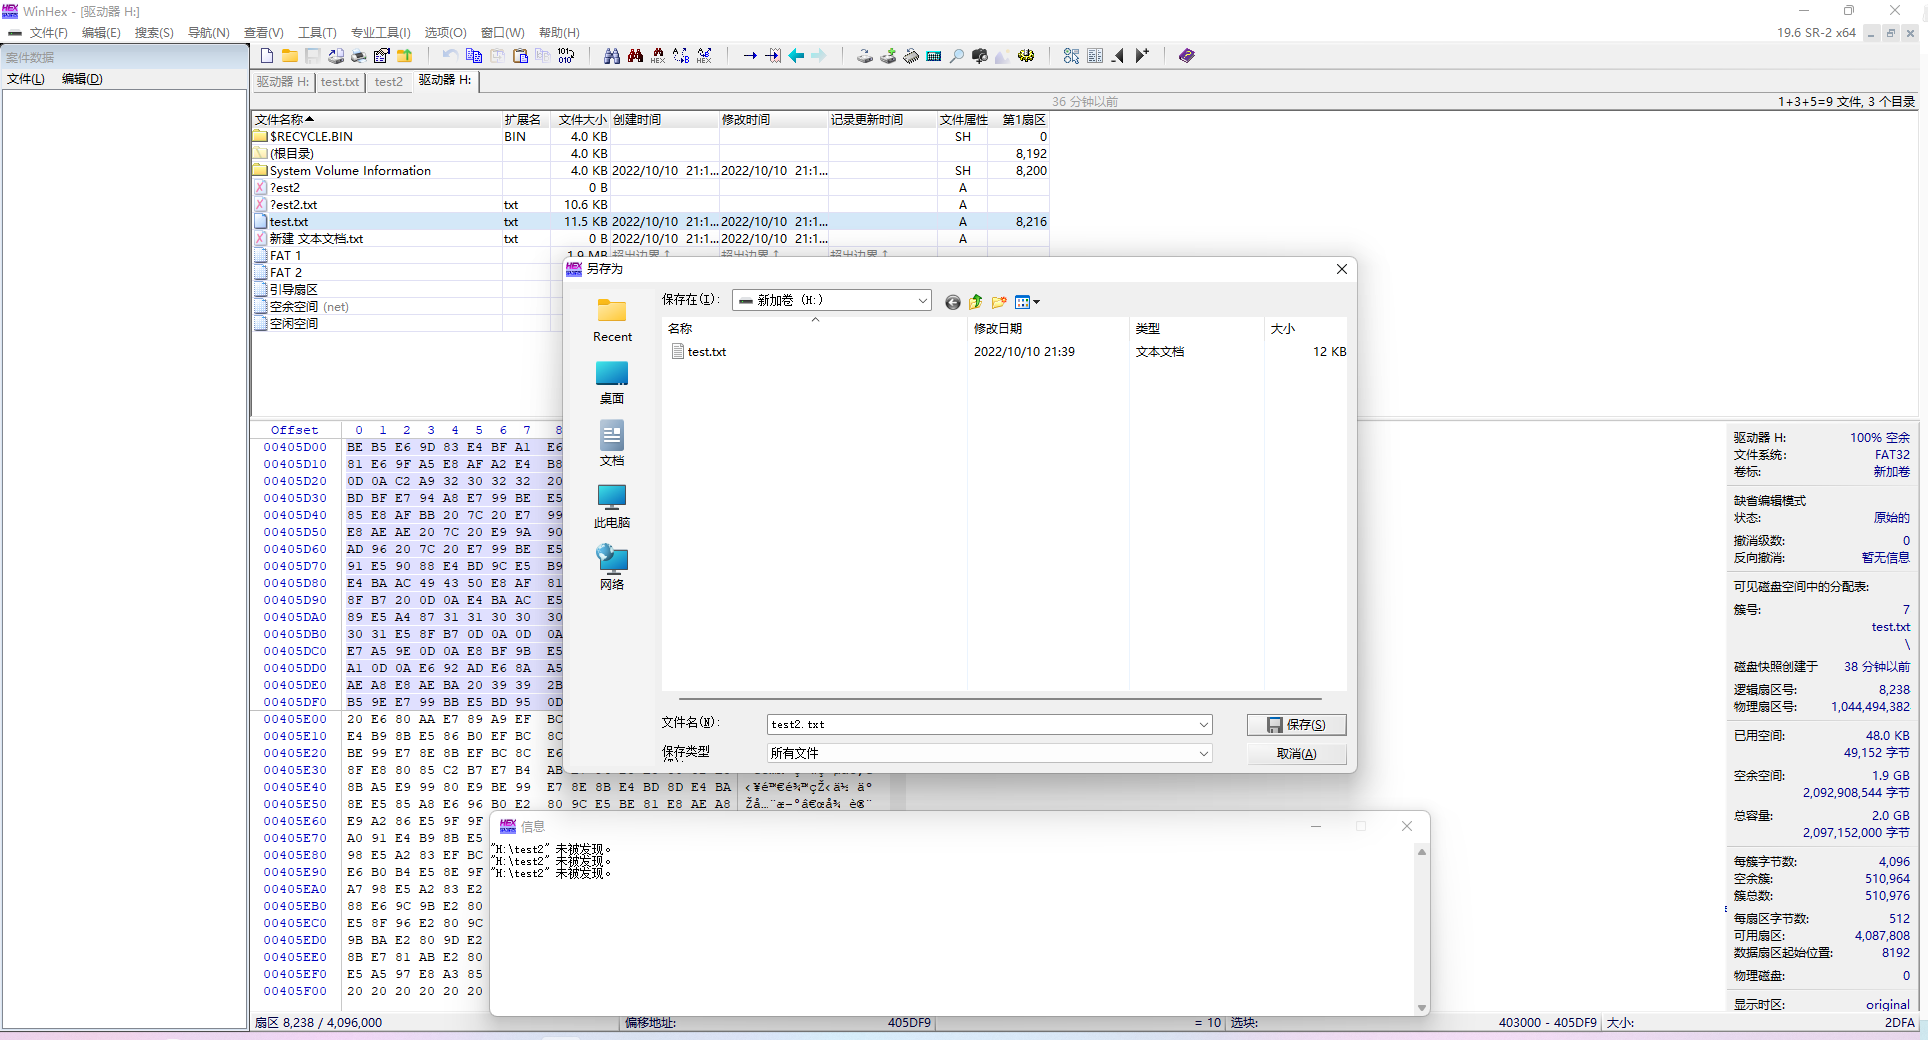 WinHex - [驱动器 H:]
文件(F) 编辑(E) 搜索(S) 导航(N) 查看(V) 工具(T) 专业工具(I) 选项(O) 窗口(W) 帮助(H) 19.6 SR-2 x64
案件数据
文件(L) 编辑(D)
驱动器 H: test.txt test2 驱动器 H:
36 分钟以前 1+3+5=9 文件, 3 个目录
文件名称 扩展名 文件大小 创建时间 修改时间 记录更新时间 文件属性 第1扇区
$RECYCLE.BIN BIN 4.0 KB SH 0
(根目录) 4.0 KB 8,192
System Volume Information 4.0 KB 2022/10/10 21:1... 2022/10/10 21:1... SH 8,200
?est2 0 B A
?est2.txt txt 10.6 KB A
test.txt txt 11.5 KB 2022/10/10 21:1... 2022/10/10 21:1... A 8,216
新建 文本文档.txt txt 0 B 2022/10/10 21:1... 2022/10/10 21:1... A
FAT 1 1.9 MB 超出边界 ↑ 超出边界 ↑ 超出边界 ↑
FAT 2
引导扇区
空余空间 (net)
空闲空间
另存为
保存在(I): 新加卷 (H:)
名称 修改日期 类型 大小
test.txt 2022/10/10 21:39 文本文档 12 KB
Recent
桌面
文档
此电脑
网络
文件名(N): test2.txt 保存(S)
保存类型 所有文件 取消(A)
Offset 0 1 2 3 4 5 6 7 8
00405D00 BE B5 E6 9D 83 E4 BF A1 E6
00405D10 81 E6 9F A5 E8 AF A2 E4 B8
00405D20 0D 0A C2 A9 32 30 32 32 20
00405D30 BD BF E7 94 A8 E7 99 BE E5
00405D40 85 E8 AF BB 20 7C 20 E7 99
00405D50 E8 AE AE 20 7C 20 E9 9A 90
00405D60 AD 96 20 7C 20 E7 99 BE E5
00405D70 91 E5 90 88 E4 BD 9C E5 B9
00405D80 E4 BA AC 49 43 50 E8 AF 81
00405D90 8F B7 20 0D 0A E4 BA AC E5
00405DA0 89 E5 A4 87 31 31 30 30 30
00405DB0 30 31 E5 8F B7 0D 0A 0D 0A
00405DC0 E7 A5 9E 0D 0A E8 BF 9B E5
00405DD0 A1 0D 0A E6 92 AD E6 8A A5
00405DE0 AE A8 E8 AE BA 20 39 39 2B
00405DF0 B5 9E E7 99 BB E5 BD 95 0D
00405E00 20 E6 80 AA E7 89 A9 EF BC
00405E10 E4 B9 8B E5 86 B0 EF BC 8C
00405E20 BE 99 E7 8E 8B EF BC 8C E6
00405E30 8F E8 80 85 C2 B7 E7 B4 AB
00405E40 8B A5 E9 99 80 E9 BE 99 E7 8E 8B E4 BD 8D E4 BA ‹¥é™€é¾™çŽ‹ä½ äº
00405E50 8E E5 85 A8 E6 96 B0 E2 80 9C E5 BE 81 E8 AE A8 Žå…¨æ–°â€œå¾ è®¨
00405E60 E9 A2 86 E5 9F 9F
00405E70 A0 91 E4 B9 8B E5
00405E80 98 E5 A2 83 EF BC
00405E90 E6 B0 B4 E5 8E 9F
00405EA0 A7 98 E5 A2 83 E2
00405EB0 88 E6 9C 9B E2 80
00405EC0 E5 8F 96 E2 80 9C
00405ED0 9B BA E2 80 9D E2
00405EE0 8B E7 81 AB E2 80
00405EF0 E5 A5 97 E8 A3 85
00405F00 20 20 20 20 20 20
信息
"H:\test2" 未被发现。
"H:\test2" 未被发现。
"H:\test2" 未被发现。
驱动器 H: 100% 空余
文件系统: FAT32
卷标: 新加卷
缺省编辑模式
状态: 原始的
撤消级数: 0
反向撤消: 暂无信息
可见磁盘空间中的分配表:
簇号: 7
test.txt
\
磁盘快照创建于 38 分钟以前
逻辑扇区号: 8,238
物理扇区号: 1,044,494,382
已用空间: 48.0 KB
49,152 字节
空余空间: 1.9 GB
2,092,908,544 字节
总容量: 2.0 GB
2,097,152,000 字节
每簇字节数: 4,096
空余簇: 510,964
簇总数: 510,976
每扇区字节数: 512
可用扇区: 4,087,808
数据扇区起始位置: 8192
物理磁盘: 0
显示时区: original
扇区 8,238 / 4,096,000 偏移地址: 405DF9 = 10 选块: 403000 - 405DF9 大小: 2DFA